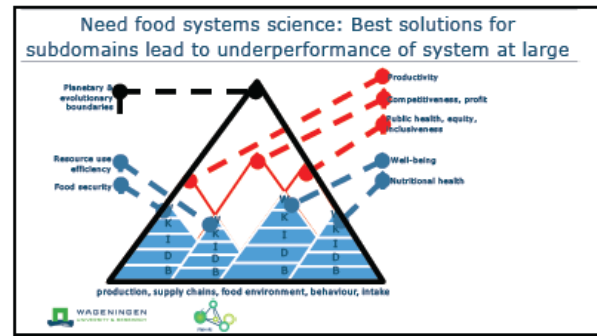 Need food systems science: Best solutions for
subdomains lead to underperformance of system at large
Planetary &
evolutionary
boundaries
Productivity
Competitiveness, profit
Public health, equity,
inclusiveness
Resource use
efficiency
Food security
Well-being
Nutritional health
W
K
I
D
B
W
K
I
D
B
W
K
I
D
B
W
K
I
D
B
production, supply chains, food environment, behaviour, intake
WAGENINGEN
UNIVERSITY & RESEARCH